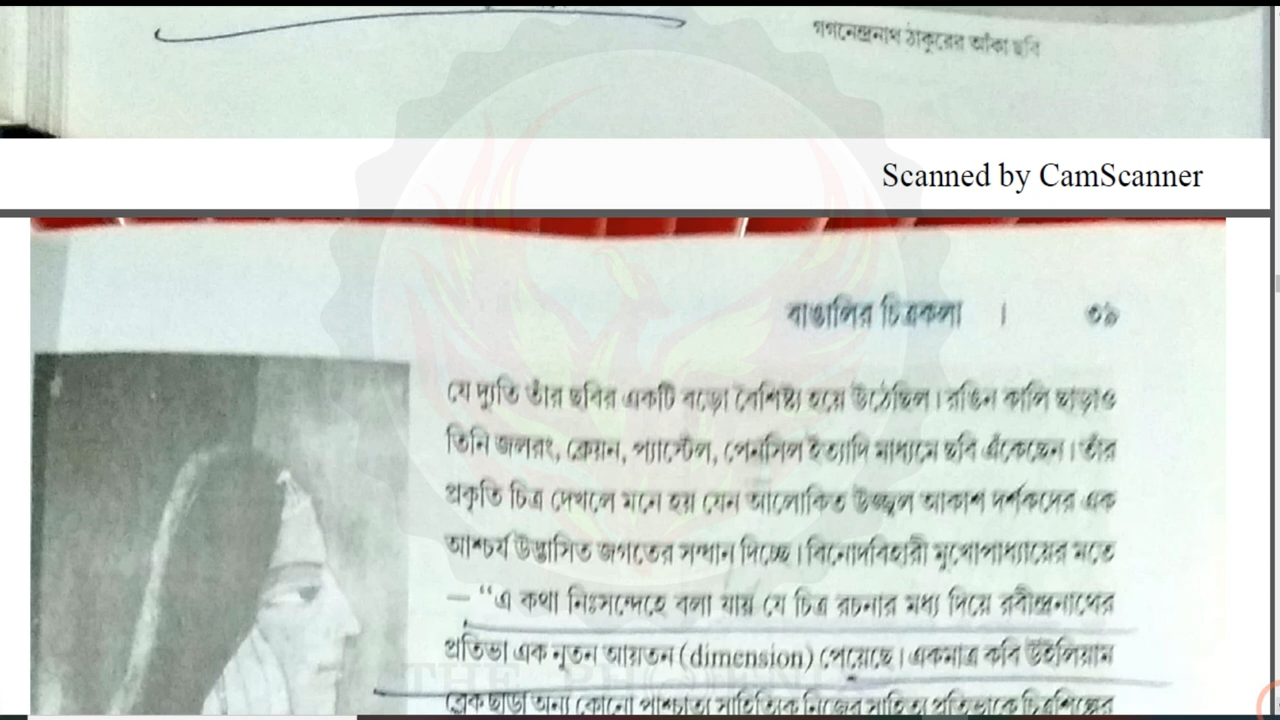 গগনেন্দ্রনাথ ঠাকুরের আঁকা ছবি
Scanned by CamScanner
বাঙালির চিত্রকলা । ৩৯
যে দ্যুতি তাঁর ছবির একটি বড়ো বৈশিষ্ট্য হয়ে উঠেছিল। রঙিন কালি ছাড়াও
তিনি জলরং, ক্রেয়ন, প্যাস্টেল, পেনসিল ইত্যাদি মাধ্যমে ছবি এঁকেছেন। তাঁর
প্রকৃতি চিত্র দেখলে মনে হয় যেন আলোকিত উজ্জ্বল আকাশ দর্শকদের এক
আশ্চর্য উদ্ভাসিত জগতের সন্ধান দিচ্ছে। বিনোদবিহারী মুখোপাধ্যায়ের মতে
– “এ কথা নিঃসন্দেহে বলা যায় যে চিত্র রচনার মধ্য দিয়ে রবীন্দ্রনাথের
প্রতিভা এক নূতন আয়তন (dimension) পেয়েছে। একমাত্র কবি উইলিয়াম
ব্লেক ছাড়া অন্য কোনো পাশ্চাত্য সাহিত্যিক নিজের সাহিত্য প্রতিভাকে চিত্রশিল্পের